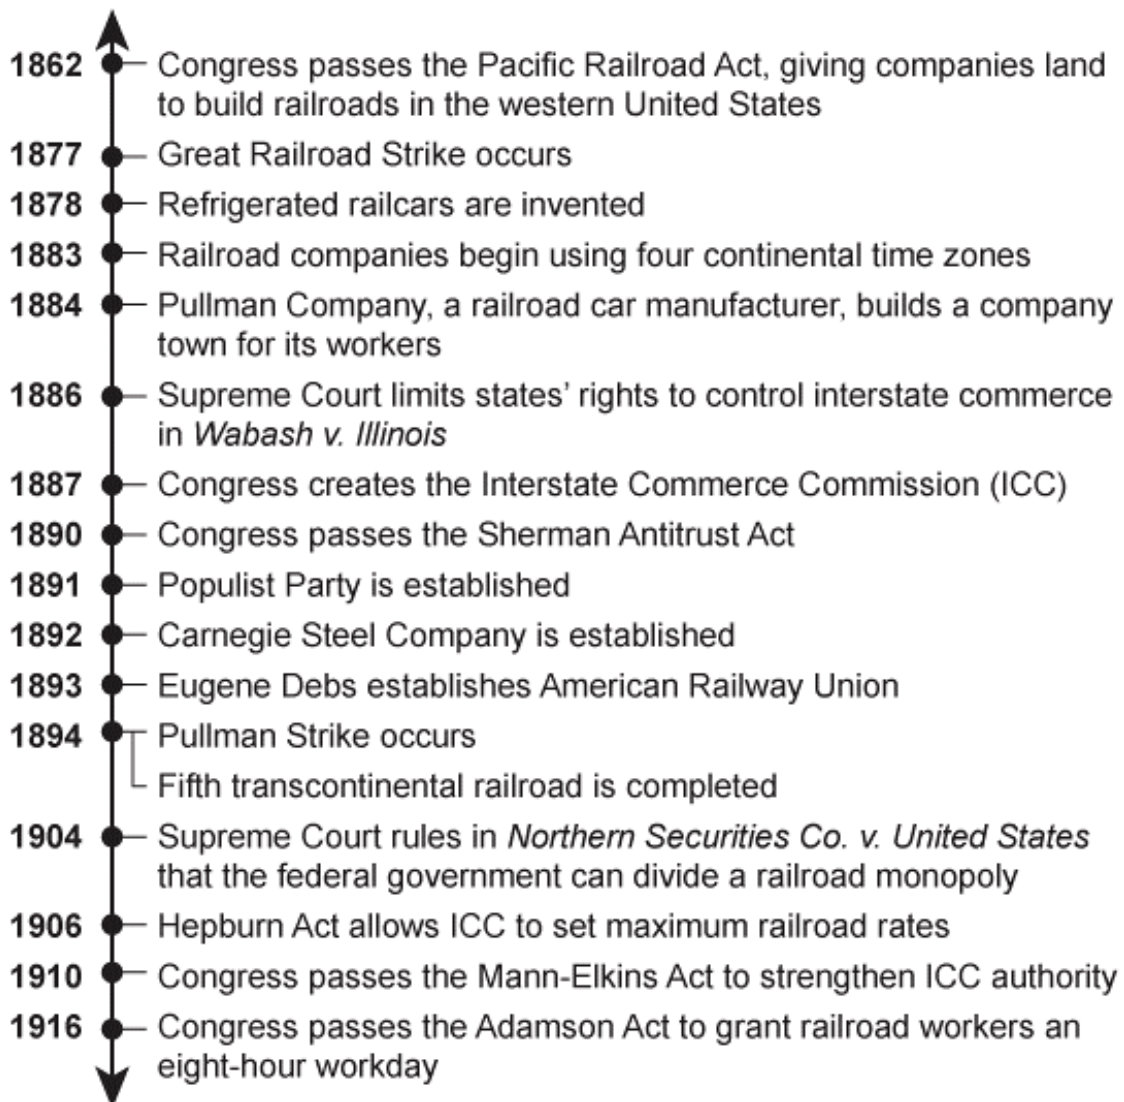 1862 Congress passes the Pacific Railroad Act, giving companies land
to build railroads in the western United States
1877 Great Railroad Strike occurs
1878 Refrigerated railcars are invented
1883 Railroad companies begin using four continental time zones
1884 Pullman Company, a railroad car manufacturer, builds a company
town for its workers
1886 Supreme Court limits states’ rights to control interstate commerce
in Wabash v. Illinois
1887 Congress creates the Interstate Commerce Commission (ICC)
1890 Congress passes the Sherman Antitrust Act
1891 Populist Party is established
1892 Carnegie Steel Company is established
1893 Eugene Debs establishes American Railway Union
1894 Pullman Strike occurs
Fifth transcontinental railroad is completed
1904 Supreme Court rules in Northern Securities Co. v. United States
that the federal government can divide a railroad monopoly
1906 Hepburn Act allows ICC to set maximum railroad rates
1910 Congress passes the Mann-Elkins Act to strengthen ICC authority
1916 Congress passes the Adamson Act to grant railroad workers an
eight-hour workday